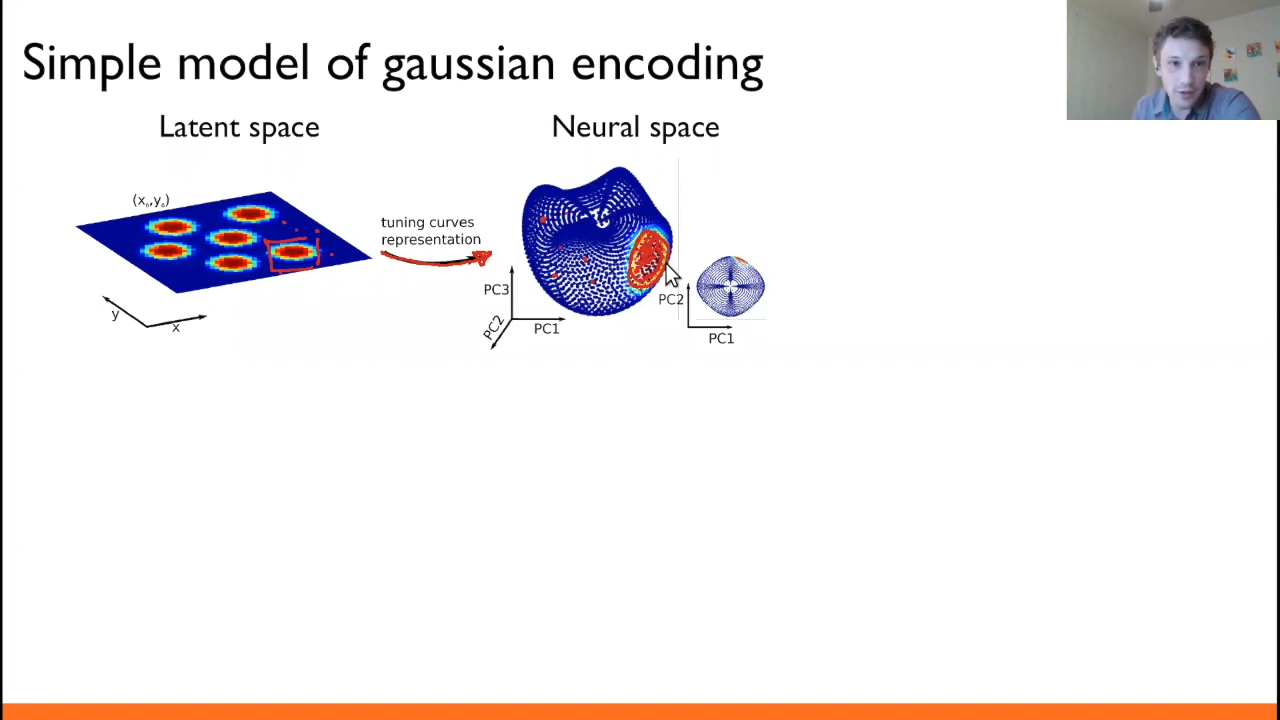 Simple model of gaussian encoding
Latent space
Neural space
(x₀,y₀)
tuning curves
representation
y
x
PC3
PC2
PC1
PC2
PC1